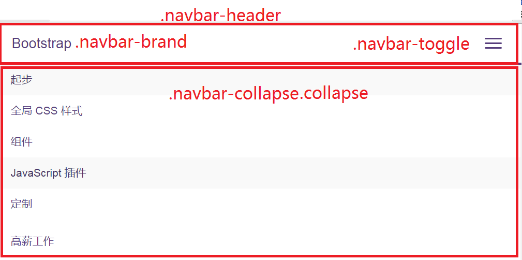 .navbar-header
Bootstrap .navbar-brand .navbar-toggle
起步
.navbar-collapse.collapse
全局 CSS 样式
组件
JavaScript 插件
定制
高薪工作